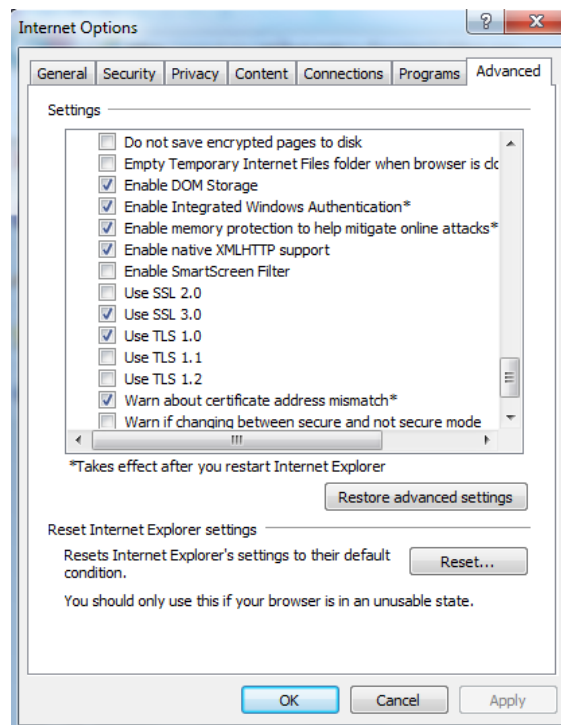 Internet Options
General Security Privacy Content Connections Programs Advanced
Settings
Do not save encrypted pages to disk
Empty Temporary Internet Files folder when browser is clo
Enable DOM Storage
Enable Integrated Windows Authentication*
Enable memory protection to help mitigate online attacks*
Enable native XMLHTTP support
Enable SmartScreen Filter
Use SSL 2.0
Use SSL 3.0
Use TLS 1.0
Use TLS 1.1
Use TLS 1.2
Warn about certificate address mismatch*
Warn if changing between secure and not secure mode
*Takes effect after you restart Internet Explorer
Restore advanced settings
Reset Internet Explorer settings
Resets Internet Explorer's settings to their default
condition.
Reset...
You should only use this if your browser is in an unusable state.
OK Cancel Apply